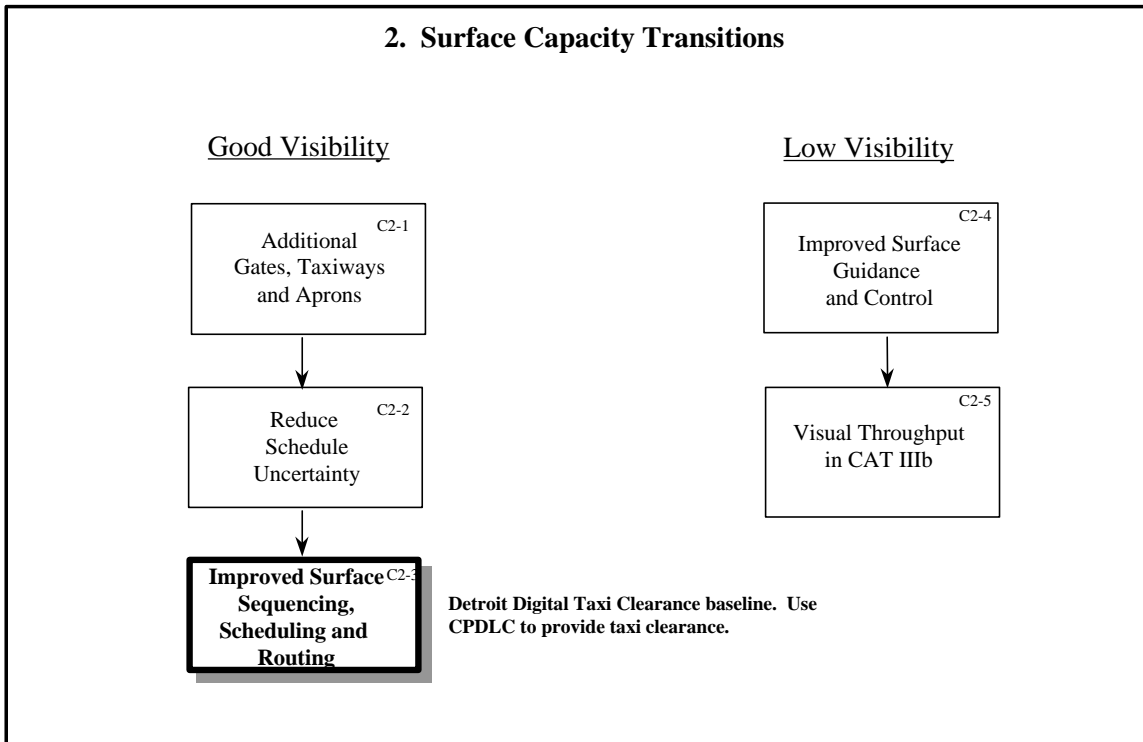 2. Surface Capacity Transitions
Good Visibility
C2-1
Additional
Gates, Taxiways
and Aprons
C2-2
Reduce
Schedule
Uncertainty
C2-3
Improved Surface
Sequencing,
Scheduling and
Routing
Detroit Digital Taxi Clearance baseline. Use
CPDLC to provide taxi clearance.
Low Visibility
C2-4
Improved Surface
Guidance
and Control
C2-5
Visual Throughput
in CAT IIIb